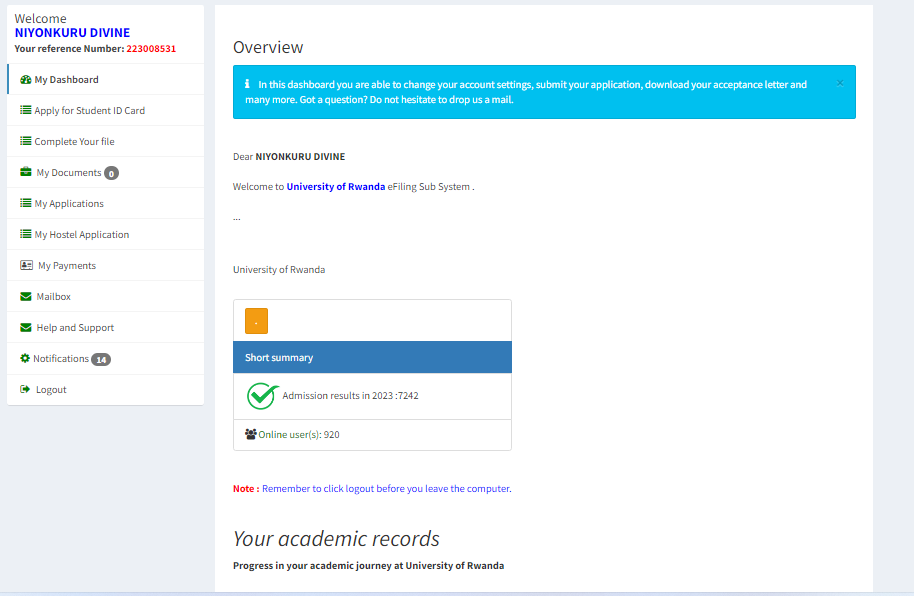 Welcome
NIYONKURU DIVINE
Your reference Number: 223008531
My Dashboard
Apply for Student ID Card
Complete Your file
My Documents 0
My Applications
My Hostel Application
My Payments
Mailbox
Help and Support
Notifications 14
Logout
Overview
In this dashboard you are able to change your account settings, submit your application, download your acceptance letter and
many more. Got a question? Do not hesitate to drop us a mail.
×
Dear NIYONKURU DIVINE
Welcome to University of Rwanda eFiling Sub System .
...
University of Rwanda
.
Short summary
Admission results in 2023 :7242
Online user(s): 920
Note : Remember to click logout before you leave the computer.
Your academic records
Progress in your academic journey at University of Rwanda